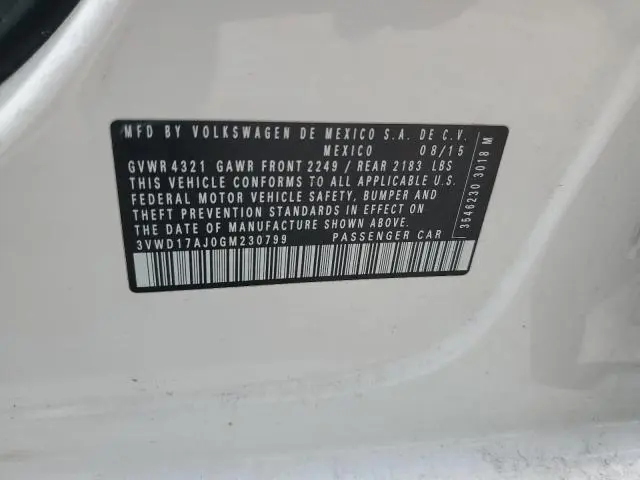 MFD BY VOLKSWAGEN DE MEXICO S.A. DE C.V.
MEXICO 08/15
GVWR 4321 GAWR FRONT 2249 / REAR 2183 LBS
THIS VEHICLE CONFORMS TO ALL APPLICABLE U.S.
FEDERAL MOTOR VEHICLE SAFETY, BUMPER AND
THEFT PREVENTION STANDARDS IN EFFECT ON
THE DATE OF MANUFACTURE SHOWN ABOVE.
3VWD17AJ0GM230799 PASSENGER CAR
3646230 3018 M